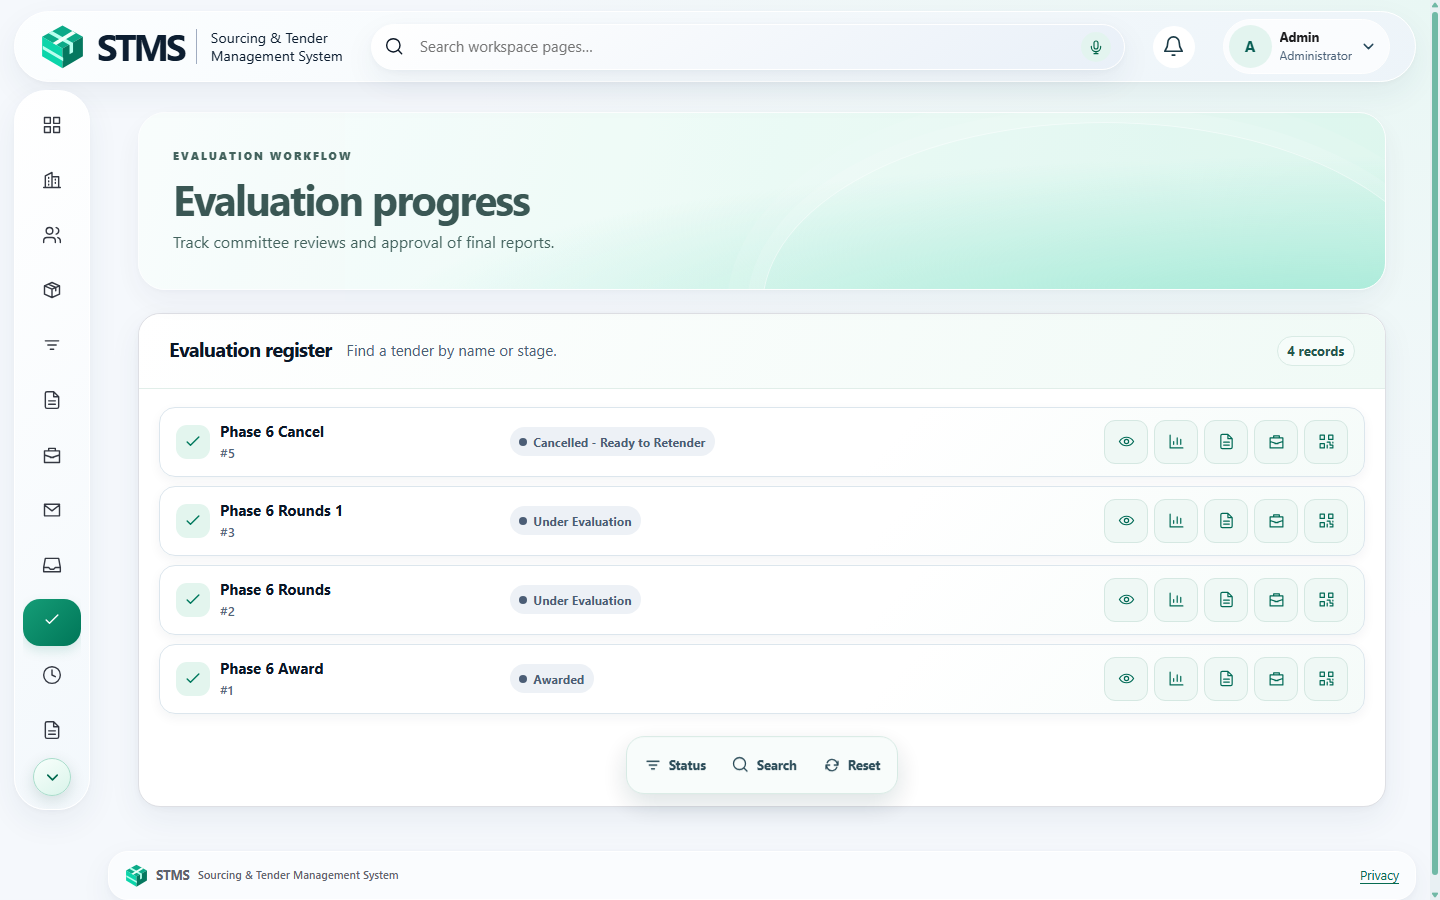 STMS
Sourcing & Tender
Management System
Search workspace pages...
A
Admin
Administrator
EVALUATION WORKFLOW
Evaluation progress
Track committee reviews and approval of final reports.
Evaluation register
Find a tender by name or stage.
4 records
Phase 6 Cancel
#5
Cancelled - Ready to Retender
Phase 6 Rounds 1
#3
Under Evaluation
Phase 6 Rounds
#2
Under Evaluation
Phase 6 Award
#1
Awarded
Status
Search
Reset
STMS
Sourcing & Tender Management System
Privacy